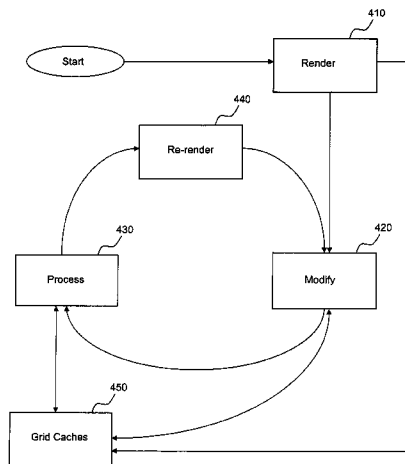 410
Start
Render
440
Re-render
430
420
Process
Modify
450
Grid Caches